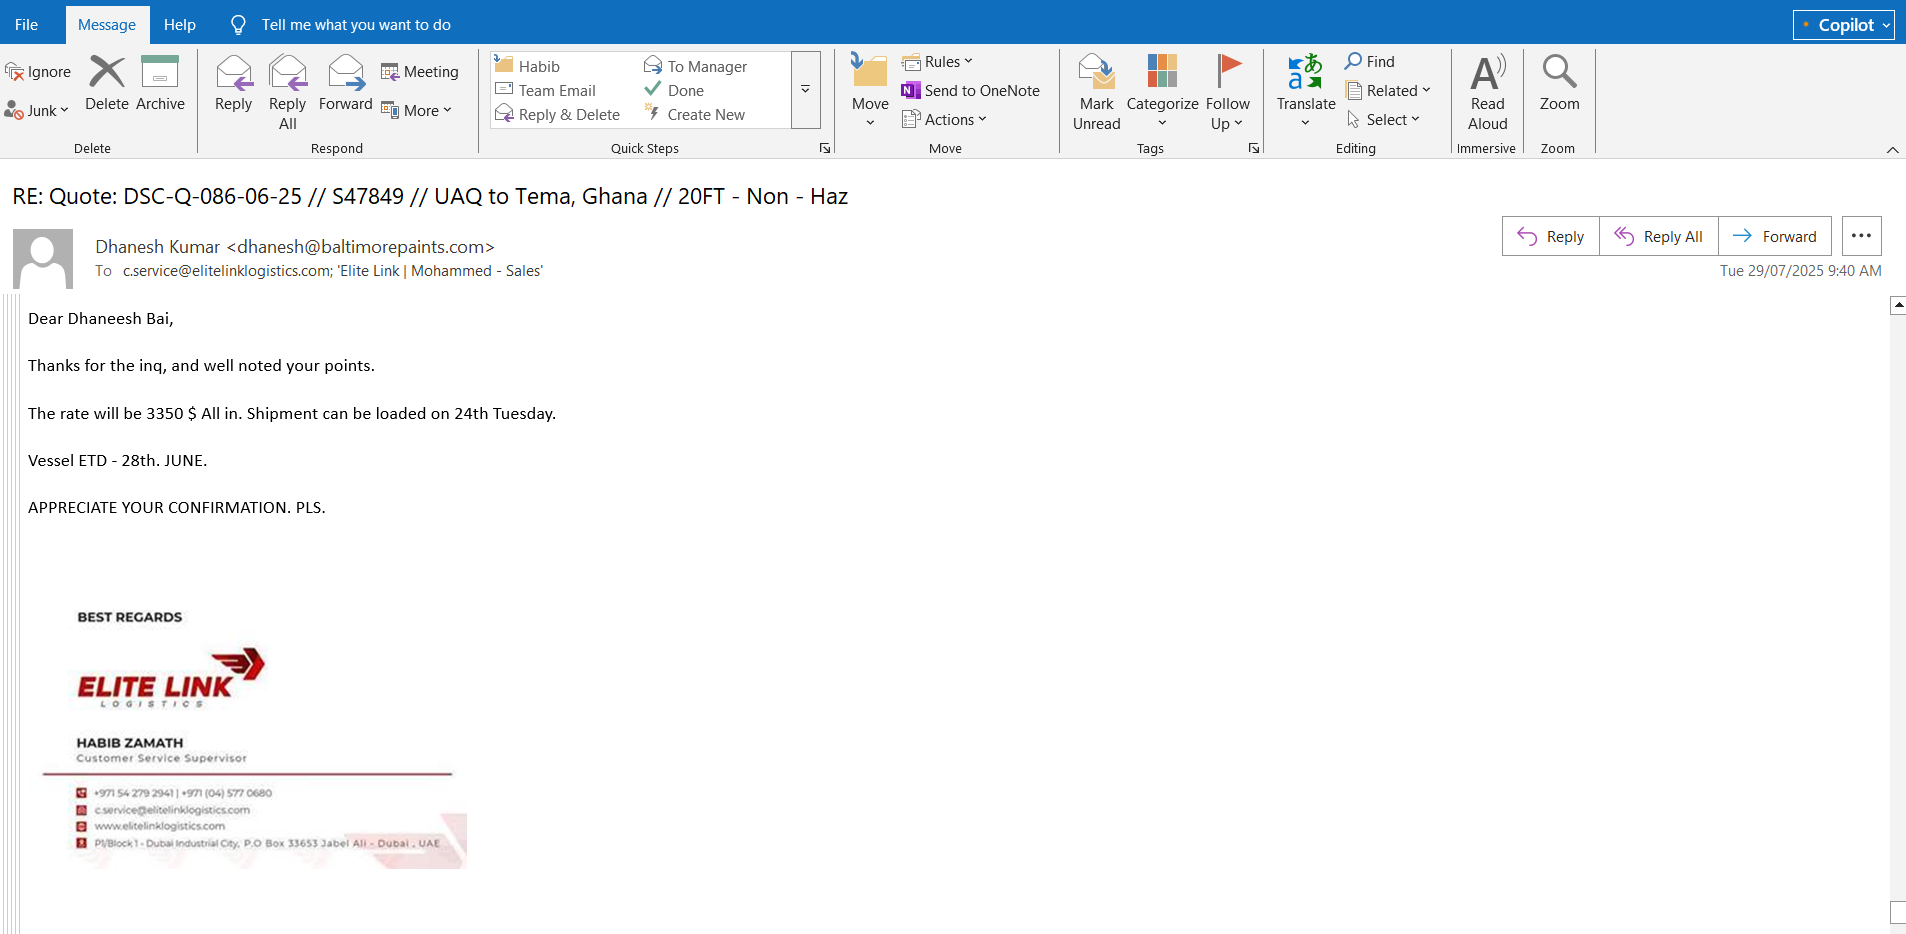 File Message Help Tell me what you want to do Copilot
Ignore
Junk
Delete Archive
Delete
Reply Reply All Forward
Meeting
More
Respond
Habib To Manager
Team Email Done
Reply & Delete Create New
Quick Steps
Move
Rules
Send to OneNote
Actions
Move
Mark Unread Categorize Follow Up
Tags
Translate
Find
Related
Select
Editing
Read Aloud
Immersive
Zoom
Zoom
RE: Quote: DSC-Q-086-06-25 // S47849 // UAQ to Tema, Ghana // 20FT - Non - Haz
Dhanesh Kumar <dhanesh@baltimorepaints.com>
To c.service@elitelinklogistics.com; 'Elite Link | Mohammed - Sales'
Reply Reply All Forward
Tue 29/07/2025 9:40 AM
Dear Dhaneesh Bai,
Thanks for the inq, and well noted your points.
The rate will be 3350 $ All in. Shipment can be loaded on 24th Tuesday.
Vessel ETD - 28th. JUNE.
APPRECIATE YOUR CONFIRMATION. PLS.
BEST REGARDS
ELITE LINK
LOGISTICS
HABIB ZAMATH
Customer Service Supervisor
+971 54 279 2941 | +971 (04) 577 0680
c.service@elitelinklogistics.com
www.elitelinklogistics.com
P1/Block 1 - Dubai Industrial City, P.O Box 33653 Jabel Ali - Dubai , UAE